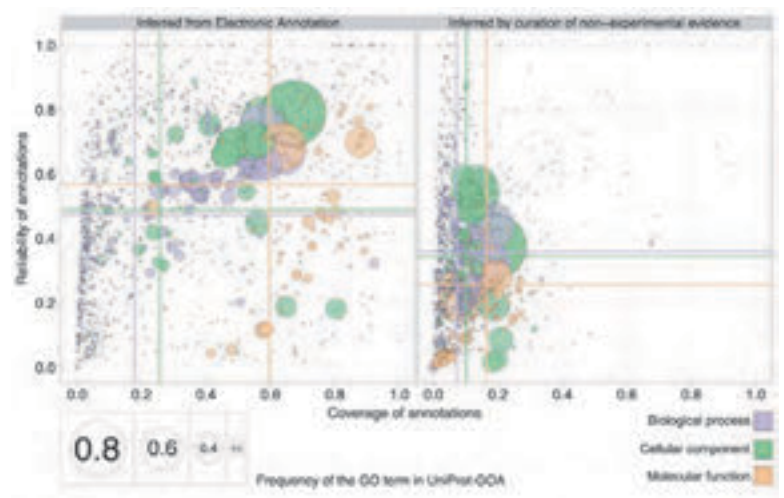 Inferred from Electronic Annotation
Inferred by curation of non-experimental evidence
Reliability of annotations
1.0
0.8
0.6
0.4
0.2
0.0
0.0 0.2 0.4 0.6 0.8 1.0
0.0 0.2 0.4 0.6 0.8 1.0
Coverage of annotations
0.8 0.6 0.4
Frequency of the GO term in UniProt-GOA
Biological process
Cellular component
Molecular function